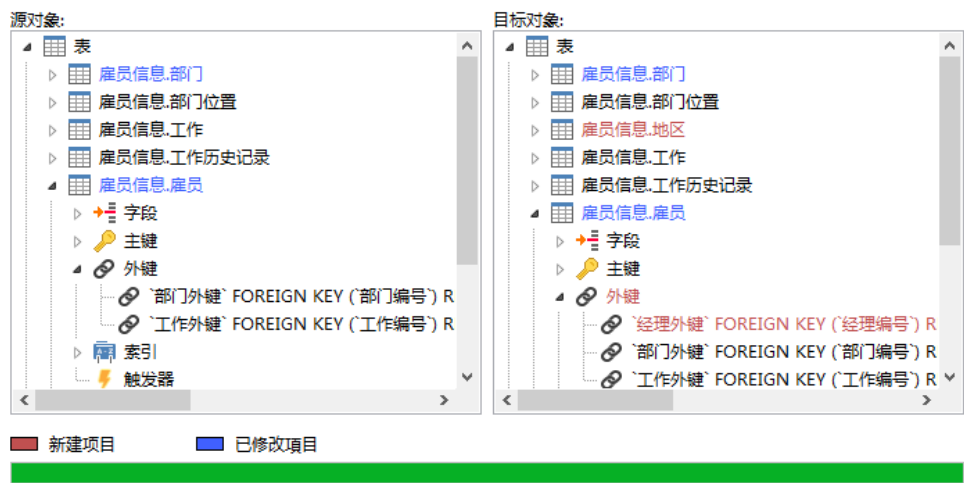 源对象:
表
雇员信息.部门
雇员信息.部门位置
雇员信息.工作
雇员信息.工作历史记录
雇员信息.雇员
字段
主键
外键
`部门外键` FOREIGN KEY (`部门编号`) R
`工作外键` FOREIGN KEY (`工作编号`) R
索引
触发器
目标对象:
表
雇员信息.部门
雇员信息.部门位置
雇员信息.地区
雇员信息.工作
雇员信息.工作历史记录
雇员信息.雇员
字段
主键
外键
`经理外键` FOREIGN KEY (`经理编号`) R
`部门外键` FOREIGN KEY (`部门编号`) R
`工作外键` FOREIGN KEY (`工作编号`) R
新建项目
已修改項目